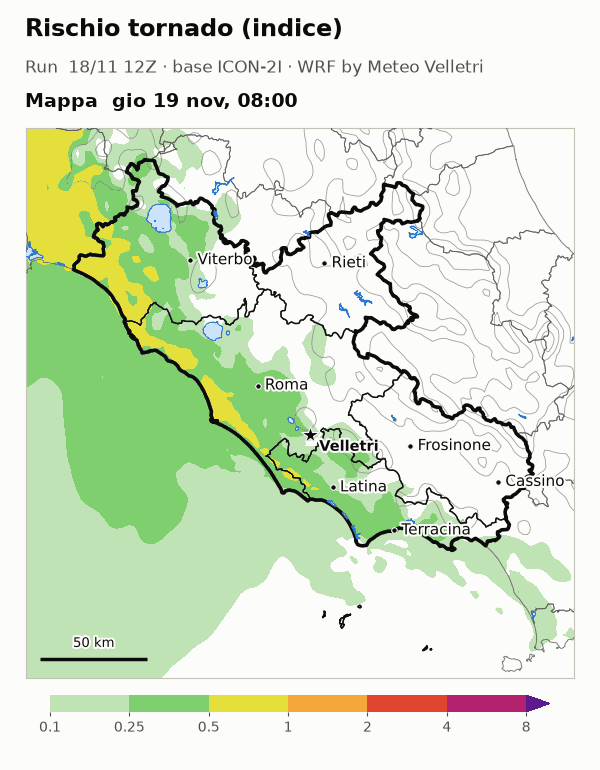 Rischio tornado (indice)
Run 18/11 12Z · base ICON-2I · WRF by Meteo Velletri
Mappa gio 19 nov, 08:00
Viterbo
Rieti
Roma
Velletri
Frosinone
Cassino
Latina
Terracina
50 km
0.1 0.25 0.5 1 2 4 8